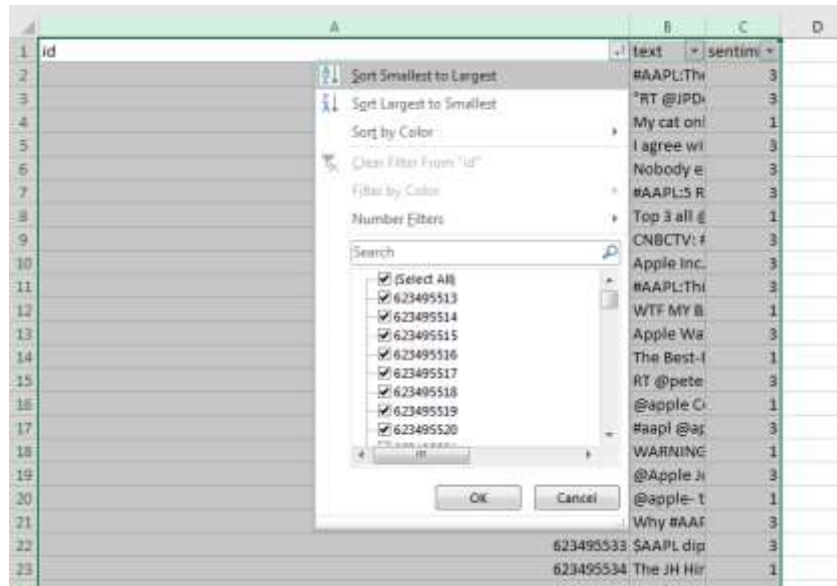 A B C D
1 id text sentim
2 Sort Smallest to Largest #AAPL:The 3
3 Sort Largest to Smallest "RT @JPD 3
4 Sort by Color My cat onl 1
5 Clear Filter From "id" I agree wi 3
6 Filter by Color Nobody e 3
7 #AAPL:5 R 3
8 Number Filters Top 3 all @ 1
9 Search CNBCTV: # 3
10 (Select All) Apple Inc. 3
11 623495513 #AAPL:Thi 3
12 623495514 WTF MY B 1
13 623495515 Apple Wa 3
14 623495516 The Best- 1
15 623495517 RT @pete 3
16 623495518 @apple C 1
17 623495519 #aapl @ap 3
18 623495520 WARNING 1
19 @Apple 3
20 OK Cancel @apple- t 1
21 Why #AAP 3
22 623495533 $AAPL dip 3
23 623495534 The JH Hin 1